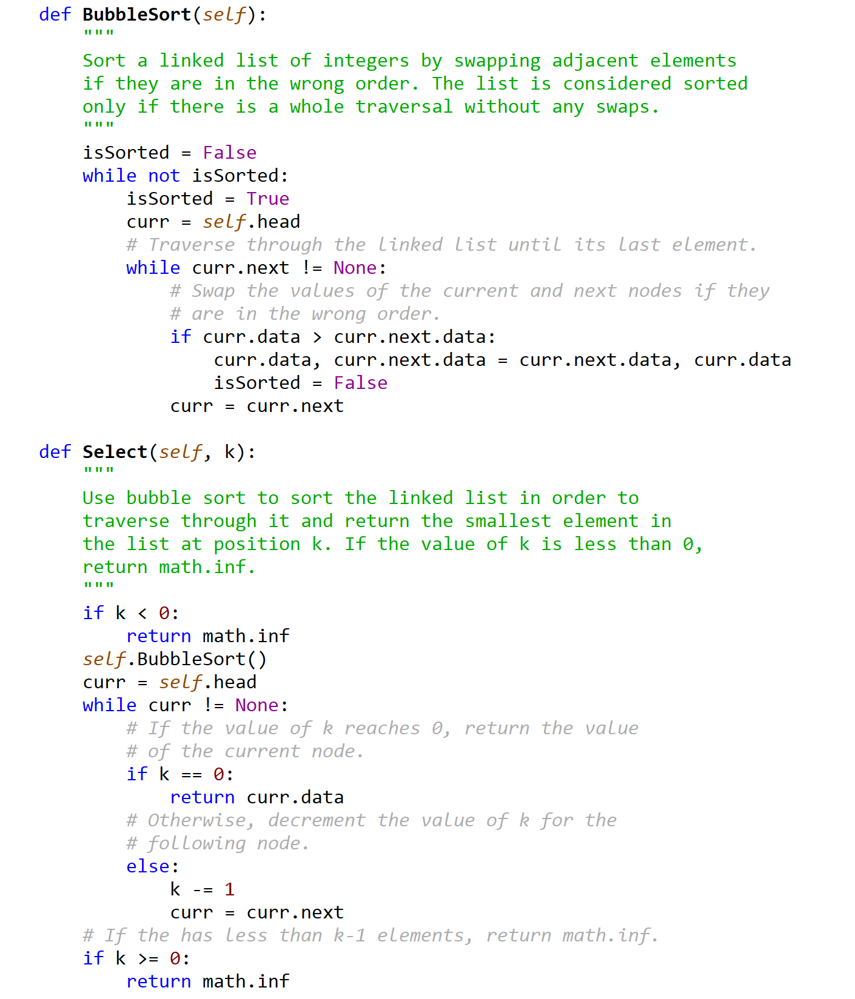 def BubbleSort(self):
    """
    Sort a linked list of integers by swapping adjacent elements
    if they are in the wrong order. The list is considered sorted
    only if there is a whole traversal without any swaps.
    """
    isSorted = False
    while not isSorted:
        isSorted = True
        curr = self.head
        # Traverse through the linked list until its last element.
        while curr.next != None:
            # Swap the values of the current and next nodes if they
            # are in the wrong order.
            if curr.data > curr.next.data:
                curr.data, curr.next.data = curr.next.data, curr.data
                isSorted = False
            curr = curr.next

def Select(self, k):
    """
    Use bubble sort to sort the linked list in order to
    traverse through it and return the smallest element in
    the list at position k. If the value of k is less than 0,
    return math.inf.
    """
    if k < 0:
        return math.inf
    self.BubbleSort()
    curr = self.head
    while curr != None:
        # If the value of k reaches 0, return the value
        # of the current node.
        if k == 0:
            return curr.data
        # Otherwise, decrement the value of k for the
        # following node.
        else:
            k -= 1
            curr = curr.next
    # If the has less than k-1 elements, return math.inf.
    if k >= 0:
        return math.inf